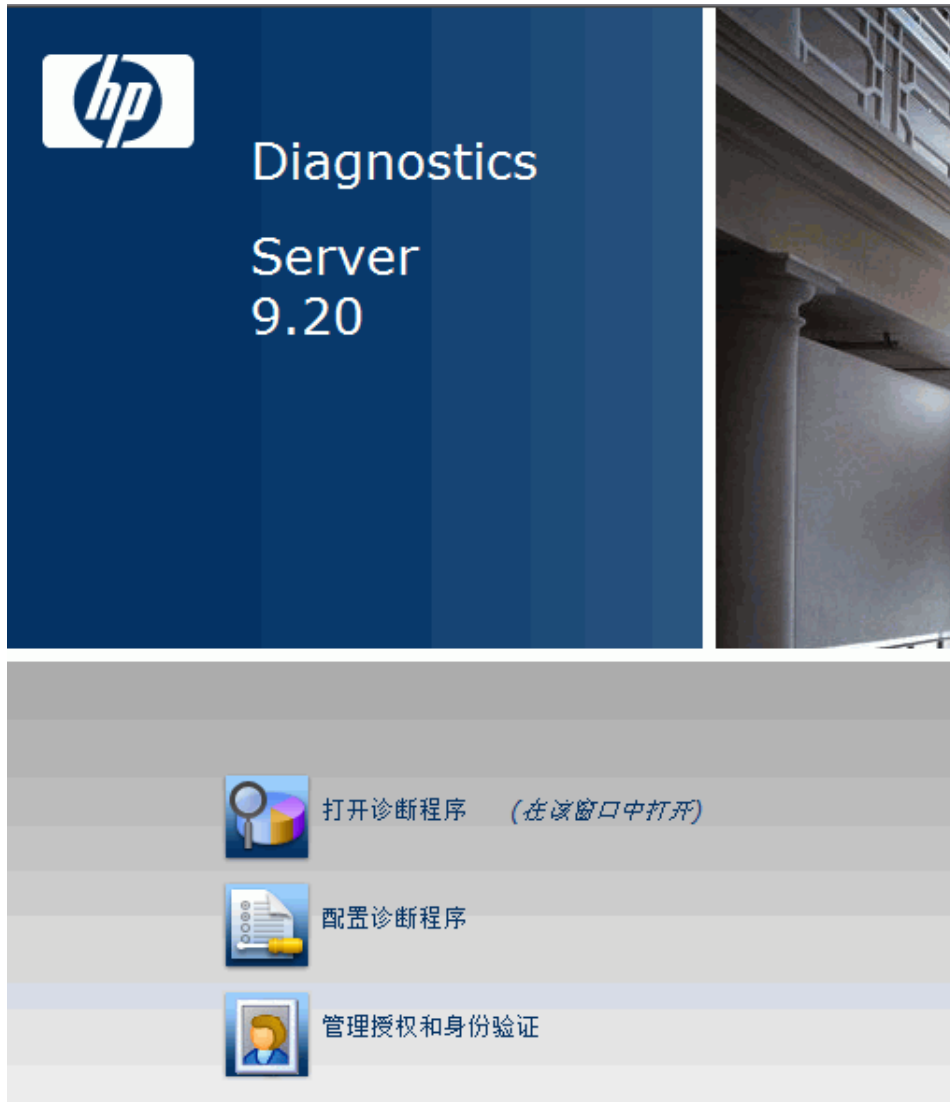 hp
Diagnostics
Server
9.20
打开诊断程序 (在该窗口中打开)
配置诊断程序
管理授权和身份验证